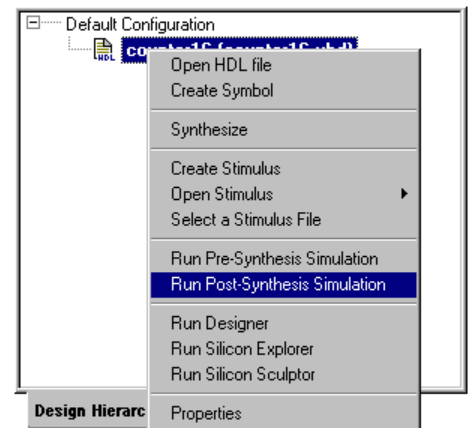 Default Configuration
HDL
Open HDL file
Create Symbol
Synthesize
Create Stimulus
Open Stimulus
Select a Stimulus File
Run Pre-Synthesis Simulation
Run Post-Synthesis Simulation
Run Designer
Run Silicon Explorer
Run Silicon Sculptor
Design Hierarc
Properties